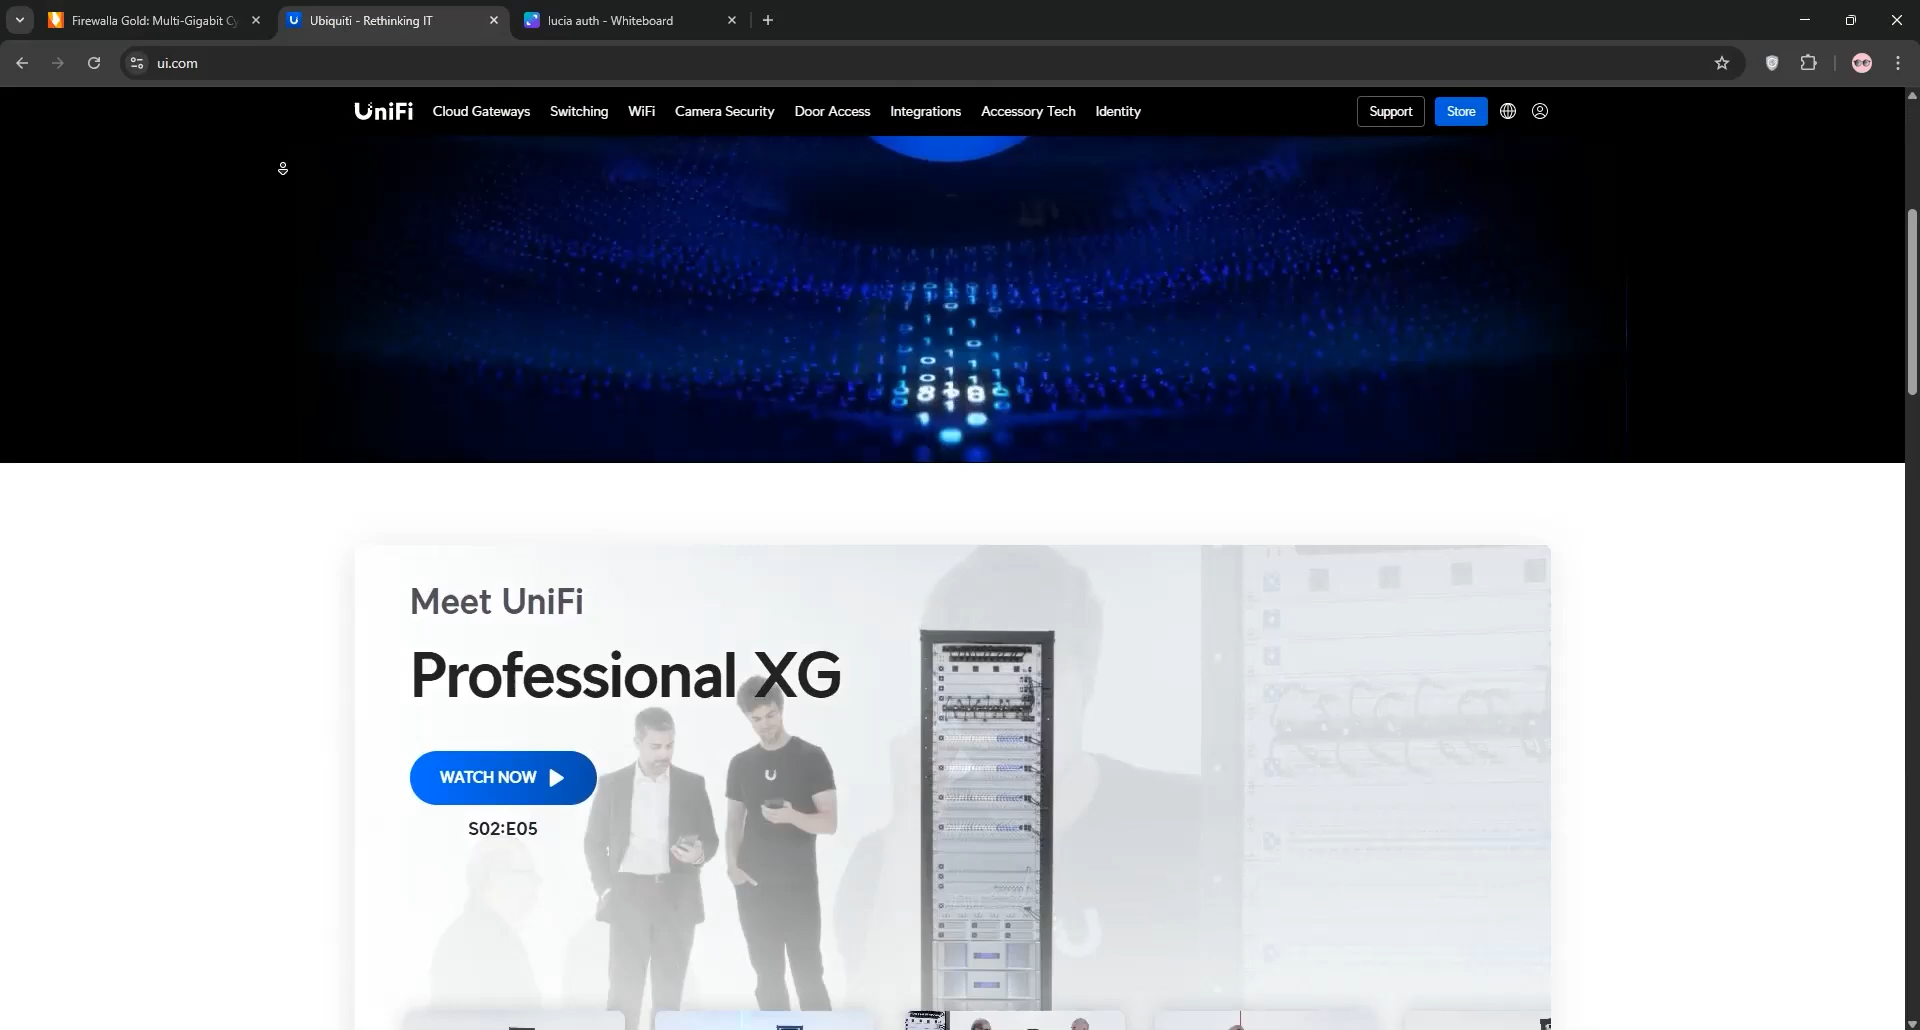 Firewalla Gold: Multi-Gigabit Cy
Ubiquiti - Rethinking IT
lucia auth - Whiteboard
ui.com
UniFi
Cloud Gateways
Switching
WiFi
Camera Security
Door Access
Integrations
Accessory Tech
Identity
Support
Store
Meet UniFi
Professional XG
WATCH NOW
S02:E05